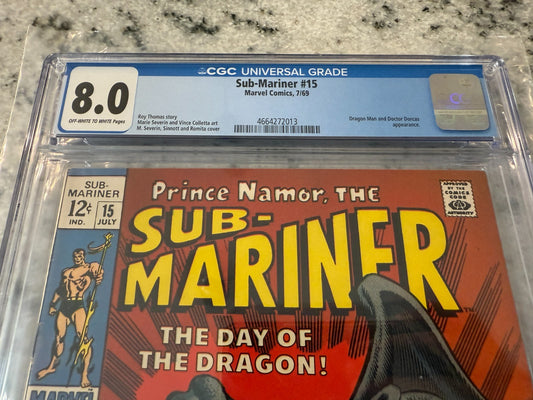 CGC UNIVERSAL GRADE
8.0
OFF-WHITE TO WHITE Pages
Sub-Mariner #15
Marvel Comics, 7/69
Roy Thomas story
Marie Severin and Vince Colletta art
M. Severin, Sinnott and Romita cover
4664272013
Dragon Man and Doctor Dorcas
appearance.
SUB-
MARINER
12¢
IND.
15
JULY
Prince Namor, THE
SUB-
MARINER
APPROVED
BY THE
COMICS
CODE
AUTHORITY
THE DAY OF
THE DRAGON!
MARVEL